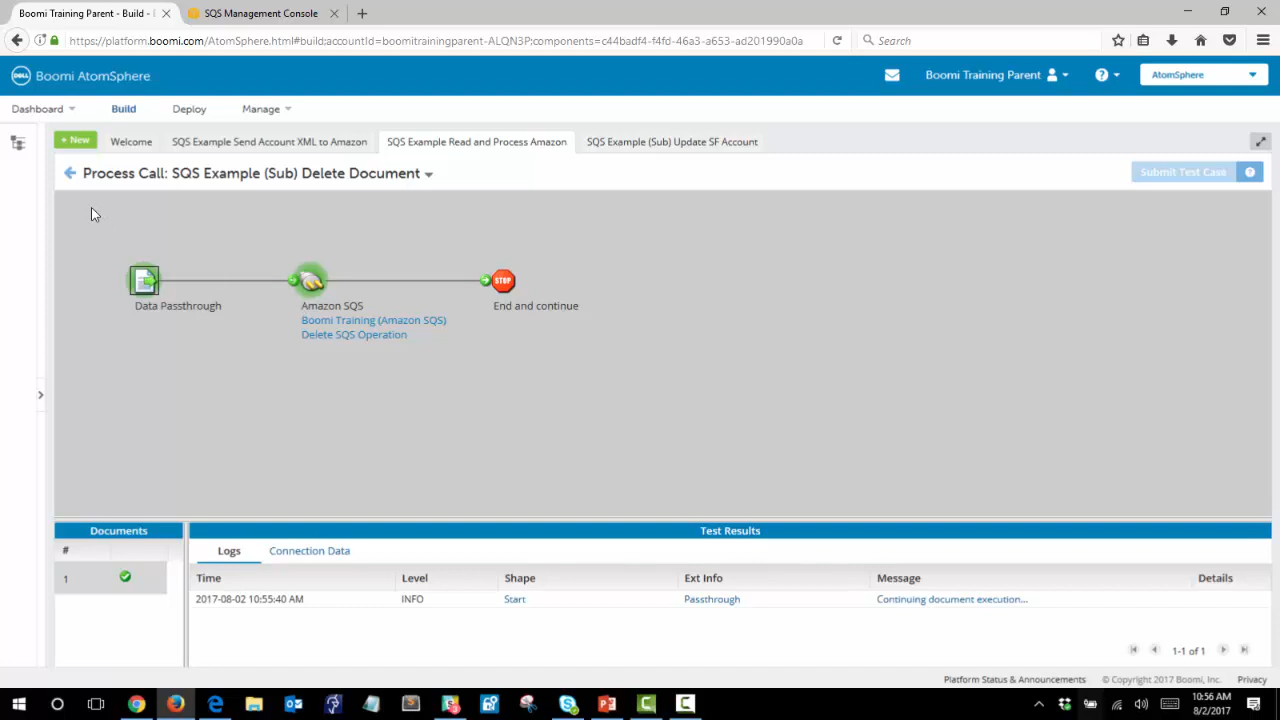 Boomi Training Parent - Build -
SQS Management Console
https://platform.boomi.com/AtomSphere.html#build;accountId=boomitrainingparent-ALQN3P;components=c44badf4-f4fd-46a3-a653-ad201990a0a
Search
DELL
Boomi AtomSphere
Boomi Training Parent
AtomSphere
Dashboard
Build
Deploy
Manage
+ New
Welcome
SQS Example Send Account XML to Amazon
SQS Example Read and Process Amazon
SQS Example (Sub) Update SF Account
Process Call: SQS Example (Sub) Delete Document
Submit Test Case
Data Passthrough
Amazon SQS
Boomi Training (Amazon SQS)
Delete SQS Operation
STOP
End and continue
Documents
Test Results
#
Logs
Connection Data
Time
Level
Shape
Ext Info
Message
Details
1
2017-08-02 10:55:40 AM
INFO
Start
Passthrough
Continuing document execution...
1-1 of 1
Platform Status & Announcements
© Copyright 2017 Boomi, Inc.
Privacy
10:56 AM
8/2/2017